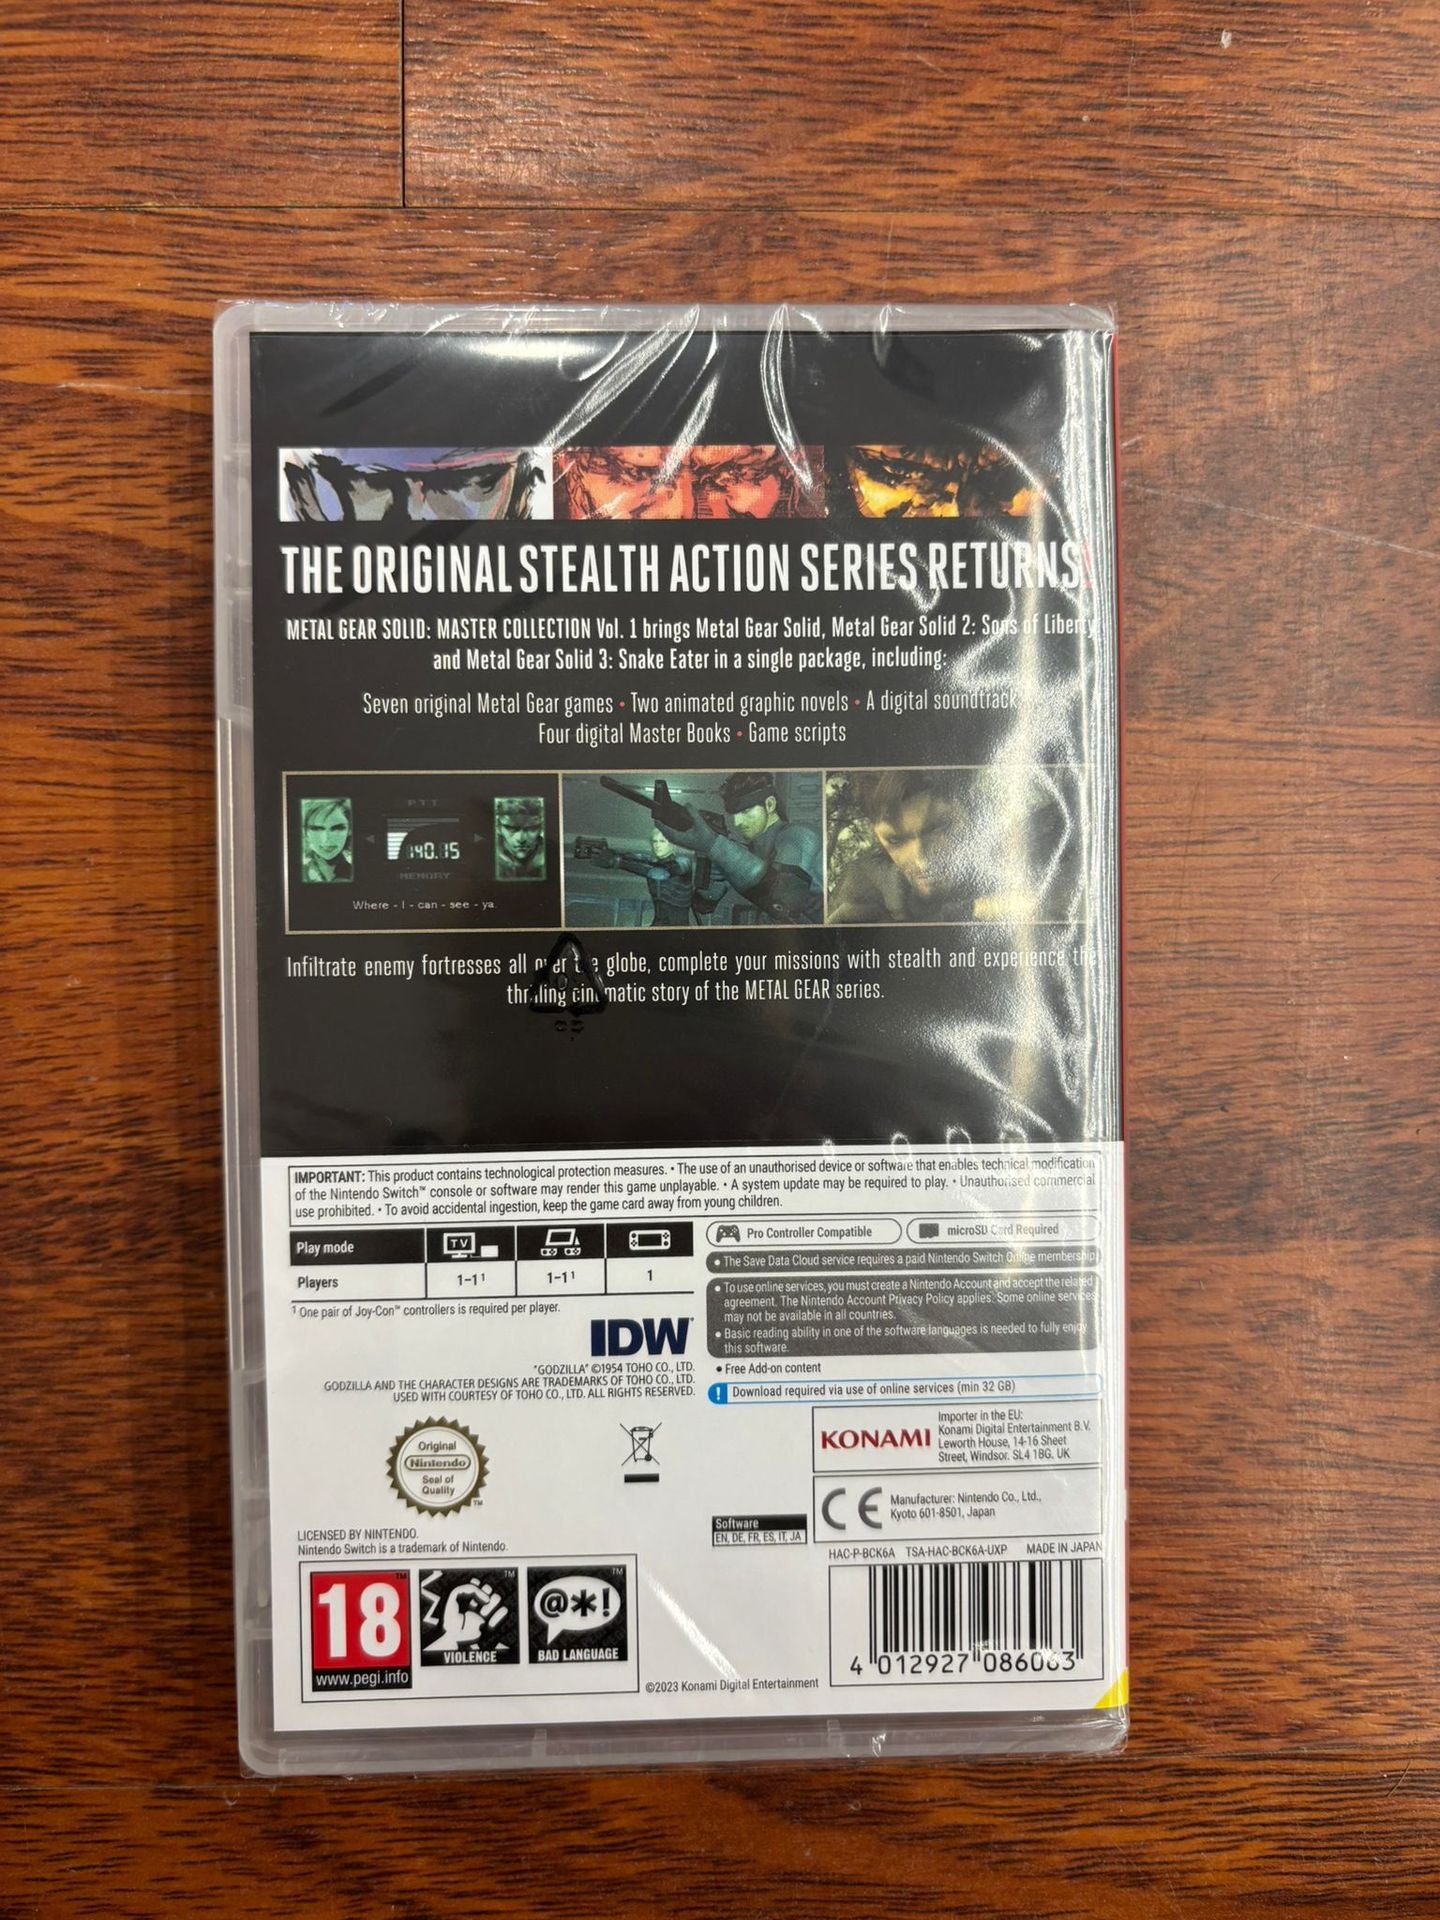 THE ORIGINAL STEALTH ACTION SERIES RETURNS!
METAL GEAR SOLID: MASTER COLLECTION Vol. 1 brings Metal Gear Solid, Metal Gear Solid 2: Sons of Liberty
and Metal Gear Solid 3: Snake Eater in a single package, including:
Seven original Metal Gear games • Two animated graphic novels • A digital soundtrack
Four digital Master Books • Game scripts
PTT
140.15
MEMORY
Where - I - can - see - ya.
Infiltrate enemy fortresses all over the globe, complete your missions with stealth and experience the
thrilling cinematic story of the METAL GEAR series.
IMPORTANT: This product contains technological protection measures. • The use of an unauthorised device or software that enables technical modification
of the Nintendo Switch™ console or software may render this game unplayable. • A system update may be required to play. • Unauthorised commercial
use prohibited. • To avoid accidental ingestion, keep the game card away from young children.
Play mode
TV
Players
1-1¹
1-1¹
1
¹ One pair of Joy-Con™ controllers is required per player.
Pro Controller Compatible
microSD Card Required
• The Save Data Cloud service requires a paid Nintendo Switch Online membership.
• To use online services, you must create a Nintendo Account and accept the related
agreement. The Nintendo Account Privacy Policy applies. Some online services
may not be available in all countries.
• Basic reading ability in one of the software languages is needed to fully enjoy
this software.
• Free Add-on content
! Download required via use of online services (min 32 GB)
IDW
"GODZILLA" ©1954 TOHO CO., LTD.
GODZILLA AND THE CHARACTER DESIGNS ARE TRADEMARKS OF TOHO CO., LTD.
USED WITH COURTESY OF TOHO CO., LTD. ALL RIGHTS RESERVED.
Original
Nintendo
Seal of
Quality
TM
KONAMI
Importer in the EU:
Konami Digital Entertainment B.V.
Leworth House, 14-16 Sheet
Street, Windsor. SL4 1BG. UK
CE
Manufacturer: Nintendo Co., Ltd.,
Kyoto 601-8501, Japan
Software
EN, DE, FR, ES, IT, JA
LICENSED BY NINTENDO.
Nintendo Switch is a trademark of Nintendo.
HAC-P-BCK6A TSA-HAC-BCK6A-UXP MADE IN JAPAN
18
TM
www.pegi.info
TM
VIOLENCE
@*!
TM
BAD LANGUAGE
©2023 Konami Digital Entertainment
4 012927 086063